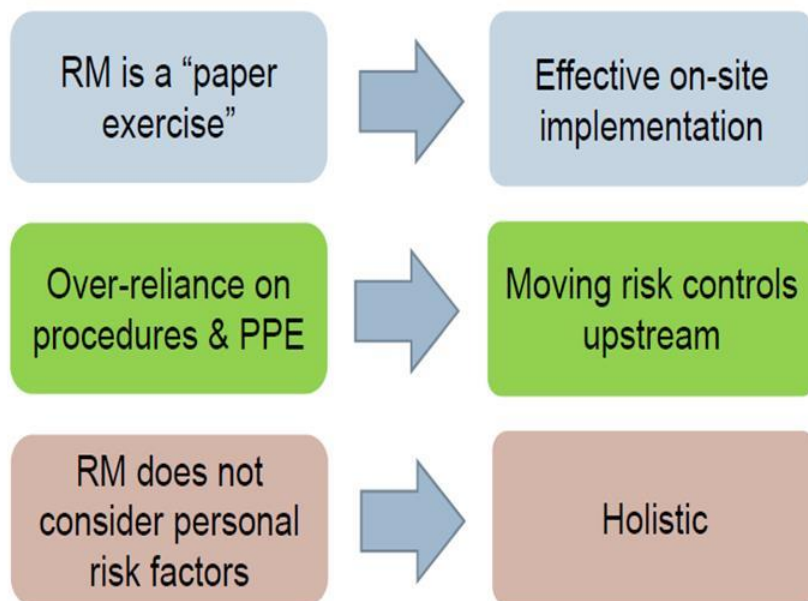 RM is a “paper
exercise”
Effective on-site
implementation
Over-reliance on
procedures & PPE
Moving risk controls
upstream
RM does not
consider personal
risk factors
Holistic